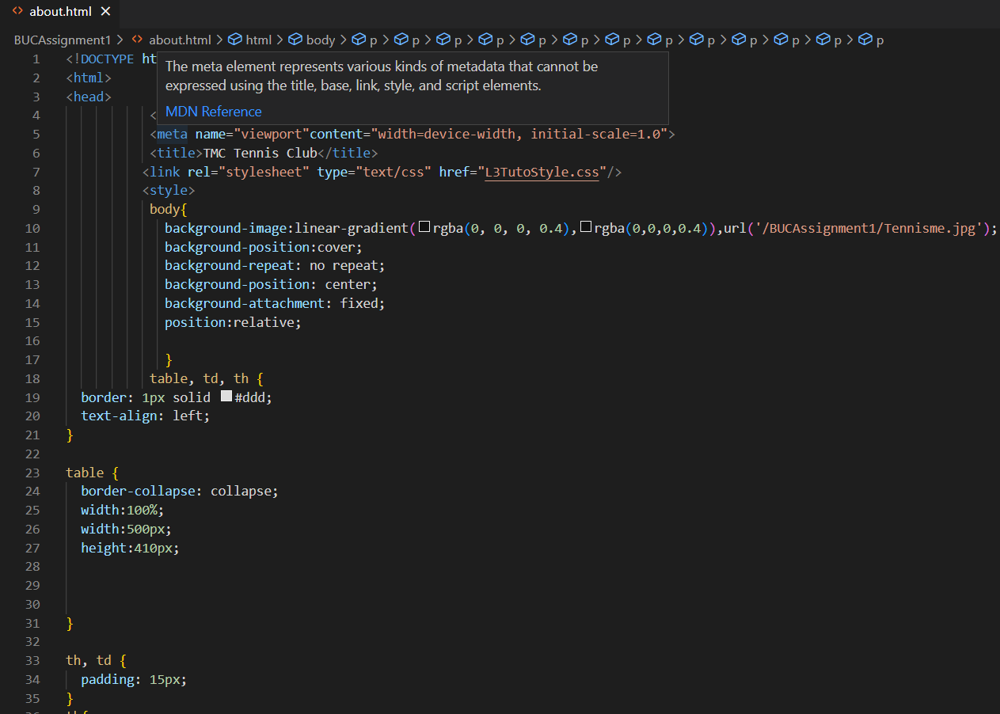 about.html
BUCAssignment1 > about.html > html > body > p > p > p > p > p > p > p > p > p > p > p > p > p
1 <!DOCTYPE ht
The meta element represents various kinds of metadata that cannot be
expressed using the title, base, link, style, and script elements.
MDN Reference
2 <html>
3 <head>
4 <
5 <meta name="viewport"content="width=device-width, initial-scale=1.0">
6 <title>TMC Tennis Club</title>
7 <link rel="stylesheet" type="text/css" href="L3TutoStyle.css"/>
8 <style>
9 body{
10 background-image:linear-gradient(rgba(0, 0, 0, 0.4),rgba(0,0,0,0.4)),url('/BUCAssignment1/Tennisme.jpg');
11 background-position:cover;
12 background-repeat: no repeat;
13 background-position: center;
14 background-attachment: fixed;
15 position:relative;
16
17 }
18 table, td, th {
19 border: 1px solid #ddd;
20 text-align: left;
21 }
22
23 table {
24 border-collapse: collapse;
25 width:100%;
26 width:500px;
27 height:410px;
28
29
30
31 }
32
33 th, td {
34 padding: 15px;
35 }